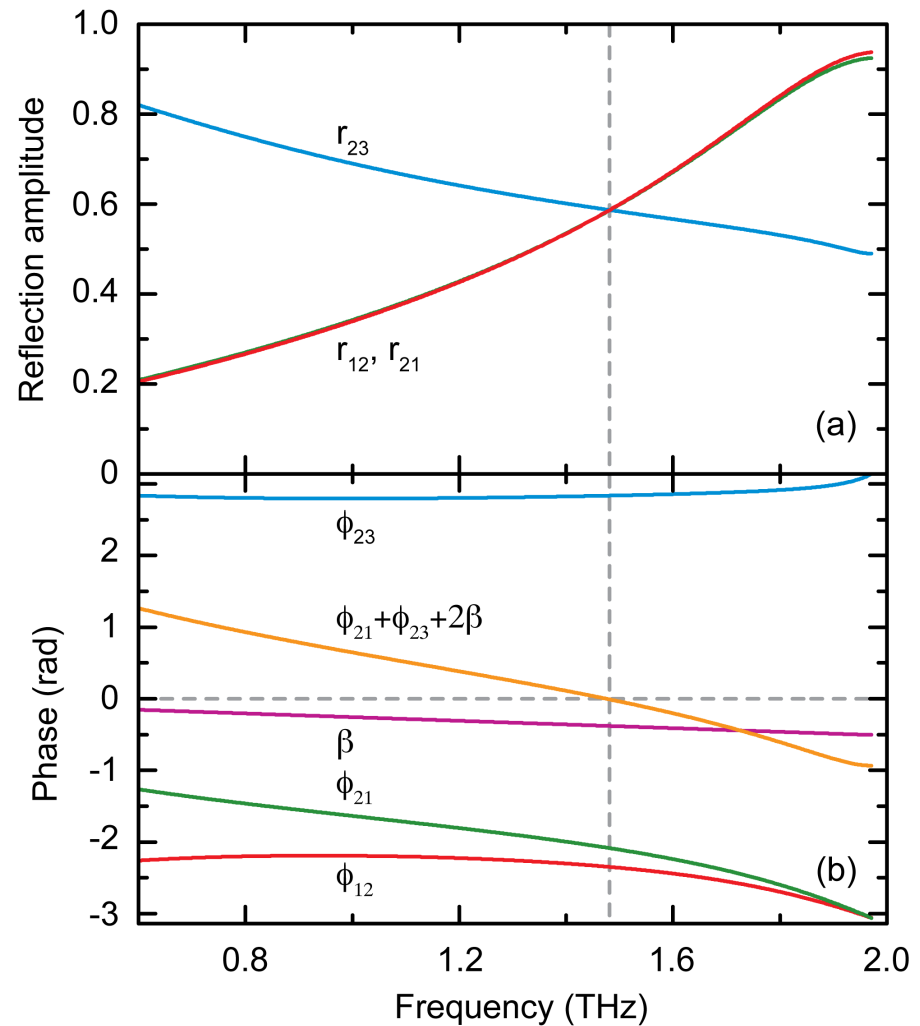 1.0
0.8
0.6
0.4
0.2
0
Reflection amplitude
r₂₃
r₁₂, r₂₁
(a)
2
1
0
-1
-2
-3
Phase (rad)
ϕ₂₃
ϕ₂₁+ϕ₂₃+2β
β
ϕ₂₁
ϕ₁₂
(b)
0.8 1.2 1.6 2.0
Frequency (THz)